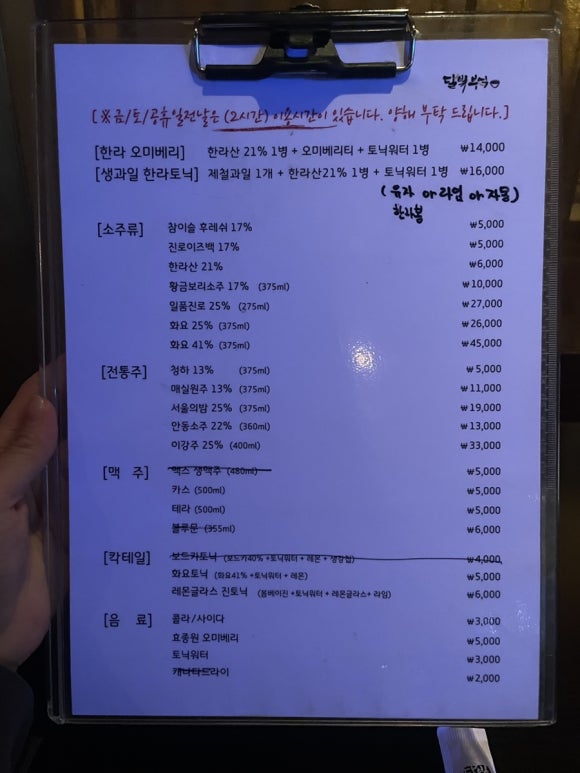 달백부식
[※금/토/공휴일전날은 (2시간) 이용시간이 있습니다. 양해 부탁 드립니다.]
[한라 오미베리] 한라산 21% 1병 + 오미베리티 + 토닉워터 1병 ₩14,000
[생과일 한라토닉] 제철과일 1개 + 한라산21% 1병 + 토닉워터 1병 ₩16,000
(유자 or 라임 or 자몽)
한라봉
[소주류] 참이슬 후레쉬 17% ₩5,000
진로이즈백 17% ₩5,000
한라산 21% ₩6,000
황금보리소주 17% (375ml) ₩10,000
일품진로 25% (275ml) ₩27,000
화요 25% (375ml) ₩26,000
화요 41% (375ml) ₩45,000
[전통주] 청하 13% (375ml) ₩5,000
매실원주 13% (375ml) ₩11,000
서울의밤 25% (375ml) ₩19,000
안동소주 22% (360ml) ₩13,000
이강주 25% (400ml) ₩33,000
[맥 주] 맥스 생맥주 (480ml) ₩5,000
카스 (500ml) ₩5,000
테라 (500ml) ₩5,000
블루문 (355ml) ₩6,000
[칵테일] 보드카토닉 (보드카40% +토닉워터 + 레몬 + 생강청) ₩4,000
화요토닉 (화요41% +토닉워터 + 레몬) ₩5,000
레몬글라스 진토닉 (봄베이진 +토닉워터 + 레몬글라스+ 라임) ₩6,000
[음 료] 콜라/사이다 ₩3,000
효종원 오미베리 ₩5,000
토닉워터 ₩3,000
캐나다드라이 ₩2,000